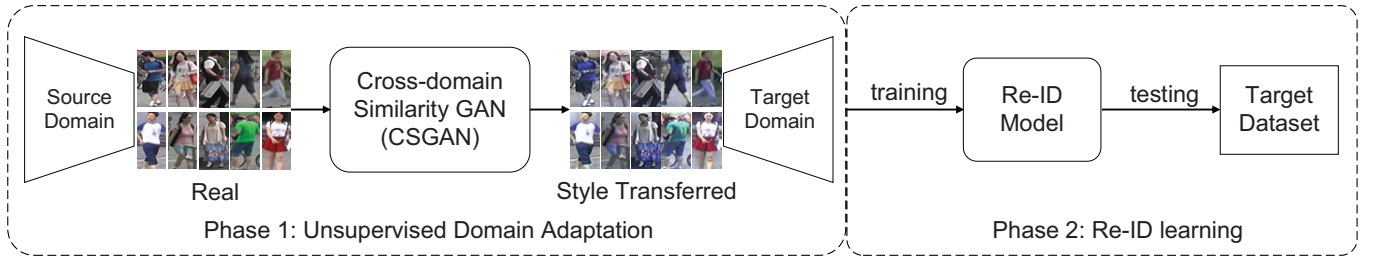 Source
Domain
Real
Cross-domain
Similarity GAN
(CSGAN)
Style Transferred
Target
Domain
Phase 1: Unsupervised Domain Adaptation
training
Re-ID
Model
testing
Target
Dataset
Phase 2: Re-ID learning